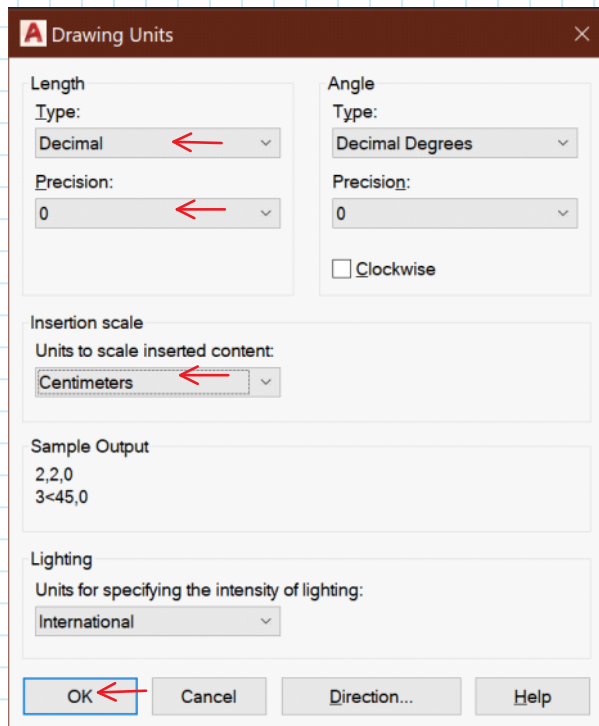 Drawing Units
Length
Type:
Decimal
Precision:
0
Angle
Type:
Decimal Degrees
Precision:
0
Clockwise
Insertion scale
Units to scale inserted content:
Centimeters
Sample Output
2,2,0
3<45,0
Lighting
Units for specifying the intensity of lighting:
International
OK
Cancel
Direction...
Help